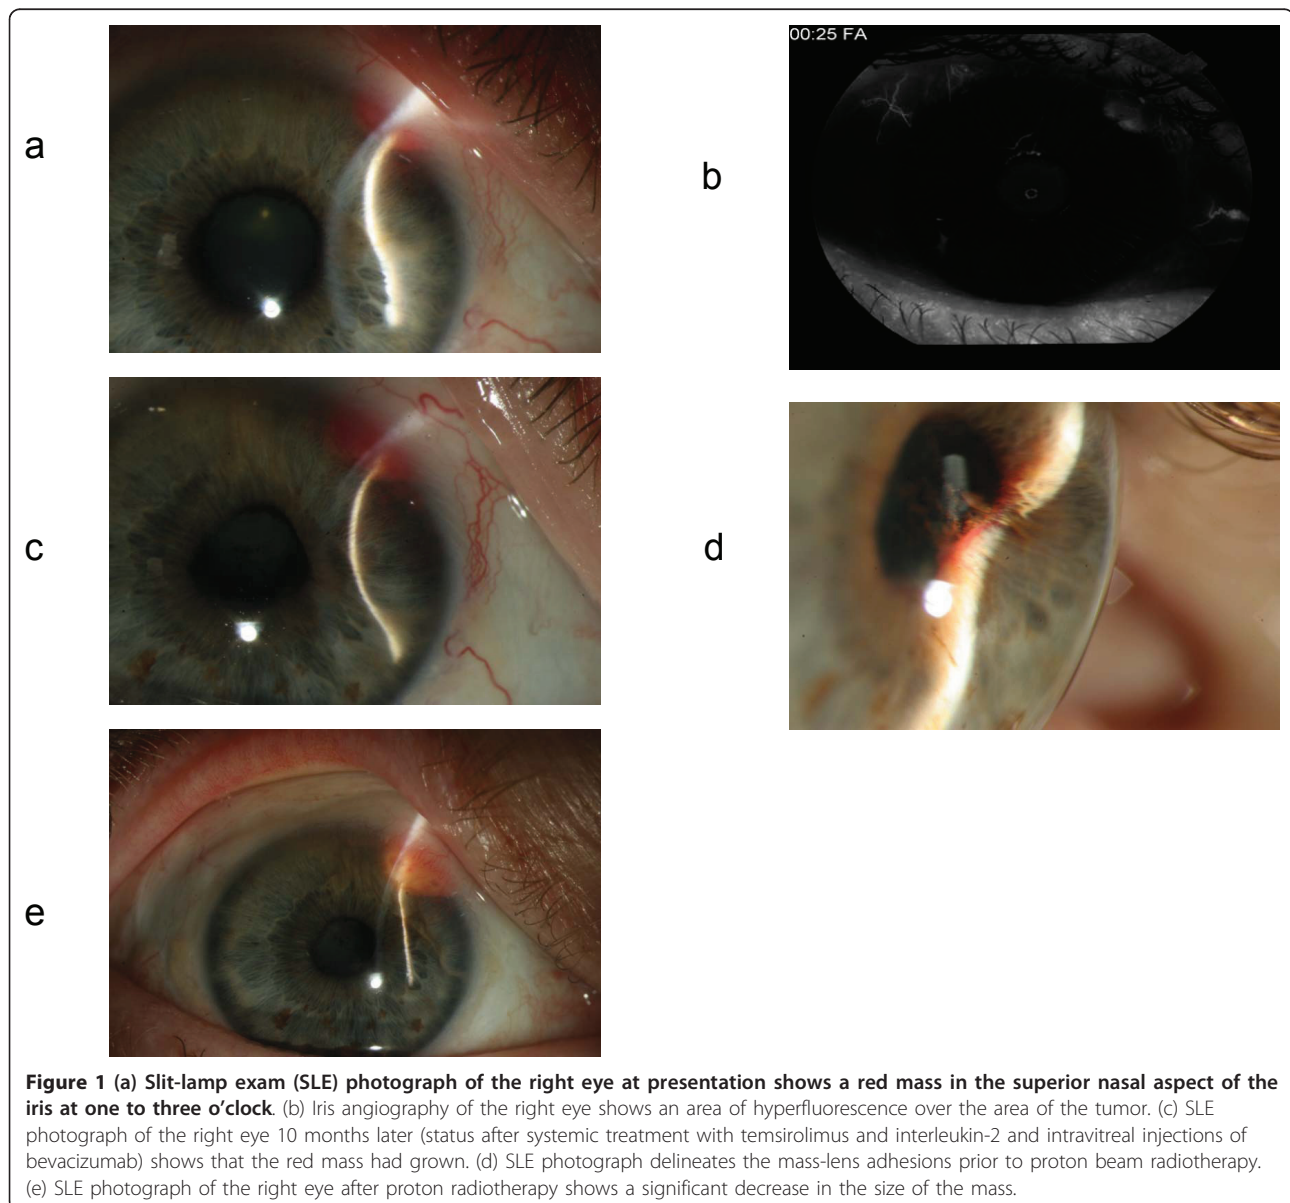 a
00:25 FA
b
c
d
e
Figure 1 (a) Slit-lamp exam (SLE) photograph of the right eye at presentation shows a red mass in the superior nasal aspect of the
iris at one to three o’clock. (b) Iris angiography of the right eye shows an area of hyperfluorescence over the area of the tumor. (c) SLE
photograph of the right eye 10 months later (status after systemic treatment with temsirolimus and interleukin-2 and intravitreal injections of
bevacizumab) shows that the red mass had grown. (d) SLE photograph delineates the mass-lens adhesions prior to proton beam radiotherapy.
(e) SLE photograph of the right eye after proton radiotherapy shows a significant decrease in the size of the mass.